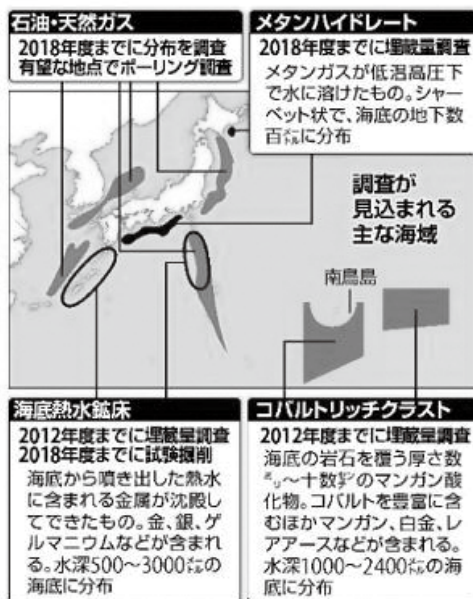 石油・天然ガス
2018年度までに分布を調査
有望な地点でボーリング調査
メタンハイドレート
2018年度までに埋蔵量調査
メタンガスが低温高圧下
で水に溶けたもの。シャー
ベット状で、海底の地下数
百㍍に分布
調査が
見込まれる
主な海域
南鳥島
海底熱水鉱床
2012年度までに埋蔵量調査
2018年度までに試験掘削
海底から噴き出した熱水
に含まれる金属が沈殿し
てできたもの。金、銀、ゲ
ルマニウムなどが含まれ
る。水深500～3000㍍の
海底に分布
コバルトリッチクラスト
2012年度までに埋蔵量調査
海底の岩石を覆う厚さ数
㍉～十数㌢のマンガン酸
化物。コバルトを豊富に含
むほかマンガン、白金、レ
アアースなどが含まれる。
水深1000～2400㍍の海
底に分布